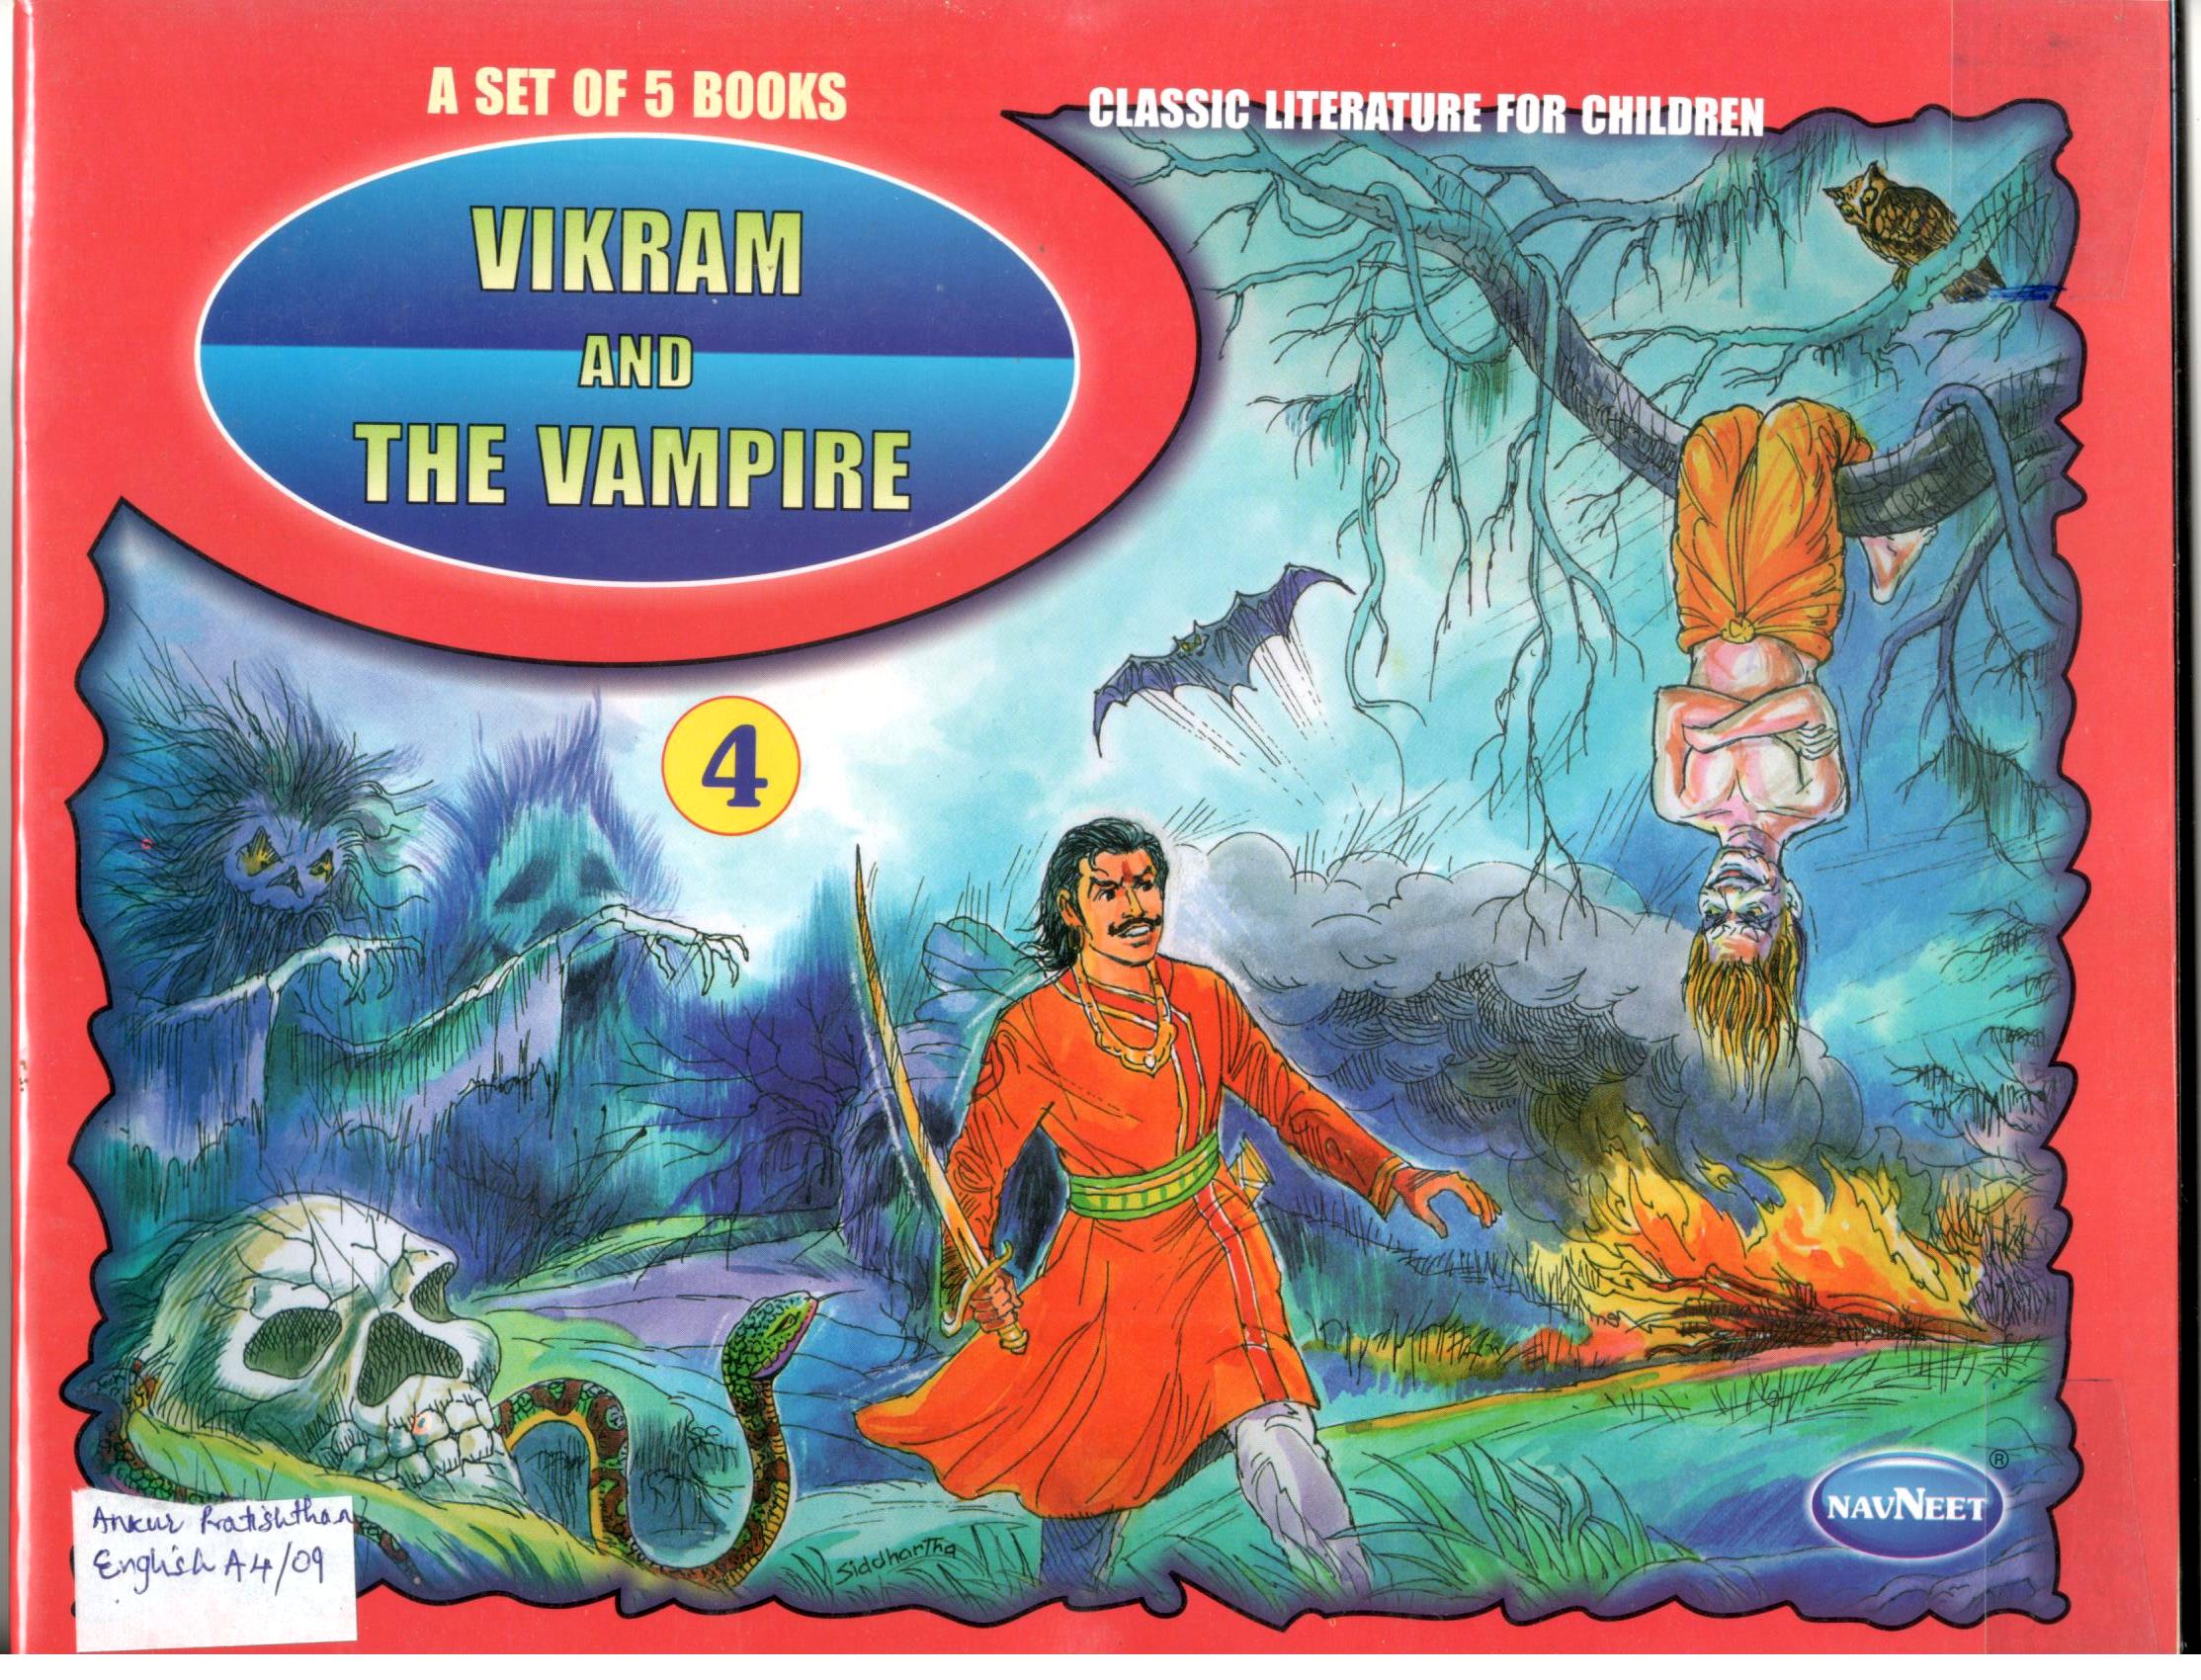 A SET OF 5 BOOKS
CLASSIC LITERATURE FOR CHILDREN
VIKRAM
AND
THE VAMPIRE
4
NAVNEET ®
Siddhartha
Ankur Pratishthan
English A4/09